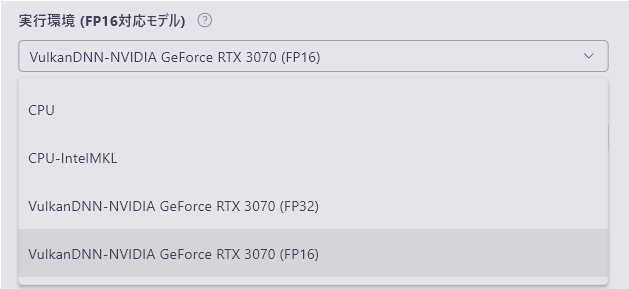 実行環境 (FP16対応モデル) ?
VulkanDNN-NVIDIA GeForce RTX 3070 (FP16)
CPU
CPU-IntelMKL
VulkanDNN-NVIDIA GeForce RTX 3070 (FP32)
VulkanDNN-NVIDIA GeForce RTX 3070 (FP16)